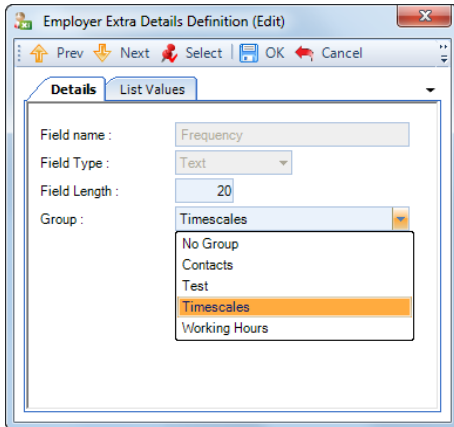 Employer Extra Details Definition (Edit)
Prev Next Select OK Cancel
Details List Values
Field name : Frequency
Field Type : Text
Field Length : 20
Group : Timescales
No Group
Contacts
Test
Timescales
Working Hours